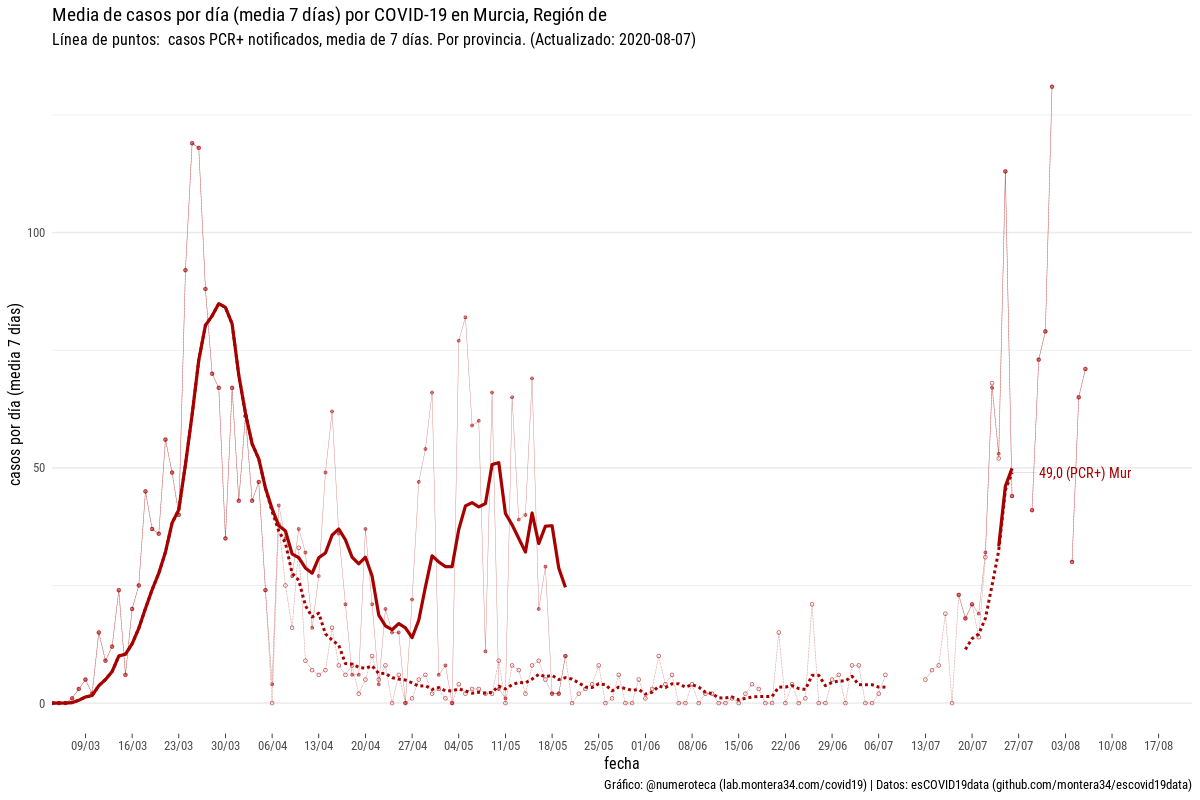 Media de casos por día (media 7 días) por COVID-19 en Murcia, Región de
Línea de puntos:  casos PCR+ notificados, media de 7 días. Por provincia. (Actualizado: 2020-08-07)
casos por día (media 7 días)
100
50
0
49,0 (PCR+) Mur
09/03 16/03 23/03 30/03 06/04 13/04 20/04 27/04 04/05 11/05 18/05 25/05 01/06 08/06 15/06 22/06 29/06 06/07 13/07 20/07 27/07 03/08 10/08 17/08
fecha
Gráfico: @numeroteca (lab.montera34.com/covid19) | Datos: esCOVID19data (github.com/montera34/escovid19data)